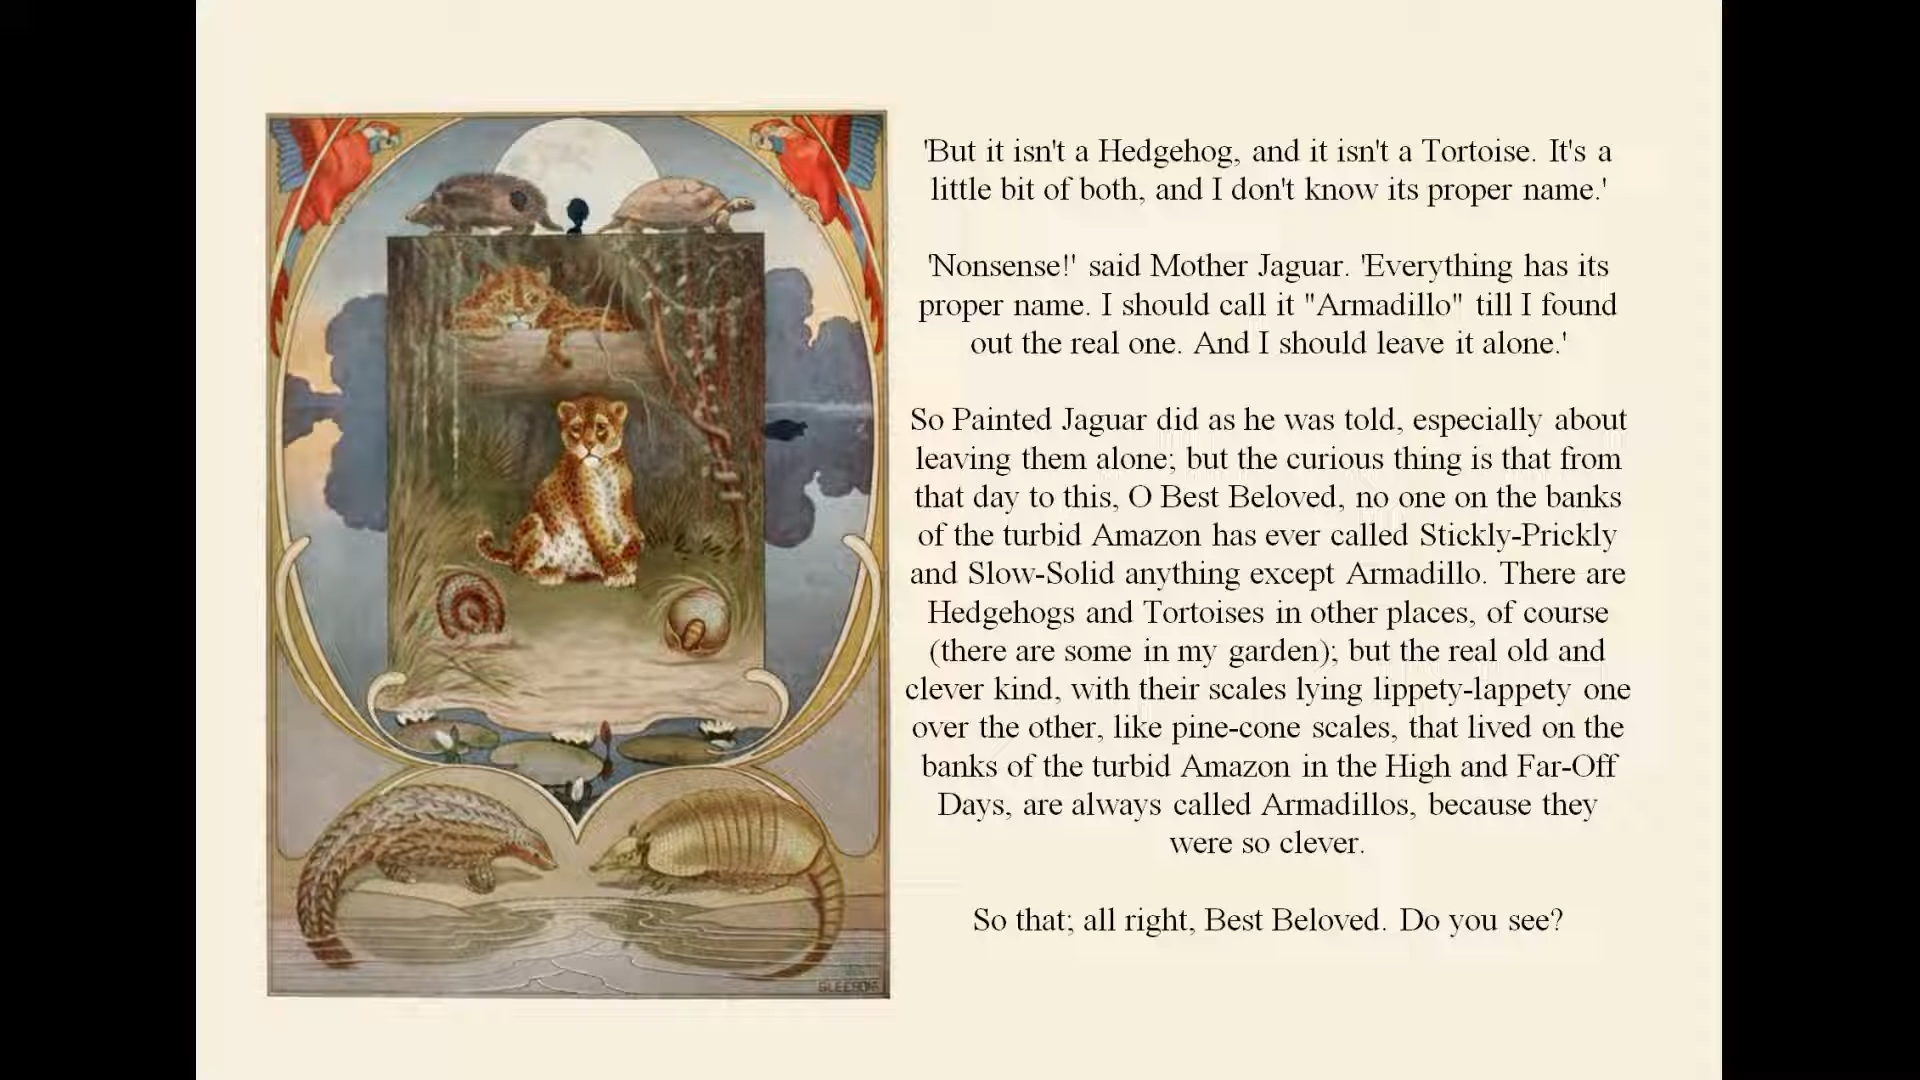 'But it isn't a Hedgehog, and it isn't a Tortoise. It's a
little bit of both, and I don't know its proper name.'
'Nonsense!' said Mother Jaguar. 'Everything has its
proper name. I should call it "Armadillo" till I found
out the real one. And I should leave it alone.'
So Painted Jaguar did as he was told, especially about
leaving them alone; but the curious thing is that from
that day to this, O Best Beloved, no one on the banks
of the turbid Amazon has ever called Stickly-Prickly
and Slow-Solid anything except Armadillo. There are
Hedgehogs and Tortoises in other places, of course
(there are some in my garden); but the real old and
clever kind, with their scales lying lippety-lappety one
over the other, like pine-cone scales, that lived on the
banks of the turbid Amazon in the High and Far-Off
Days, are always called Armadillos, because they
were so clever.
So that; all right, Best Beloved. Do you see?
GLEESON